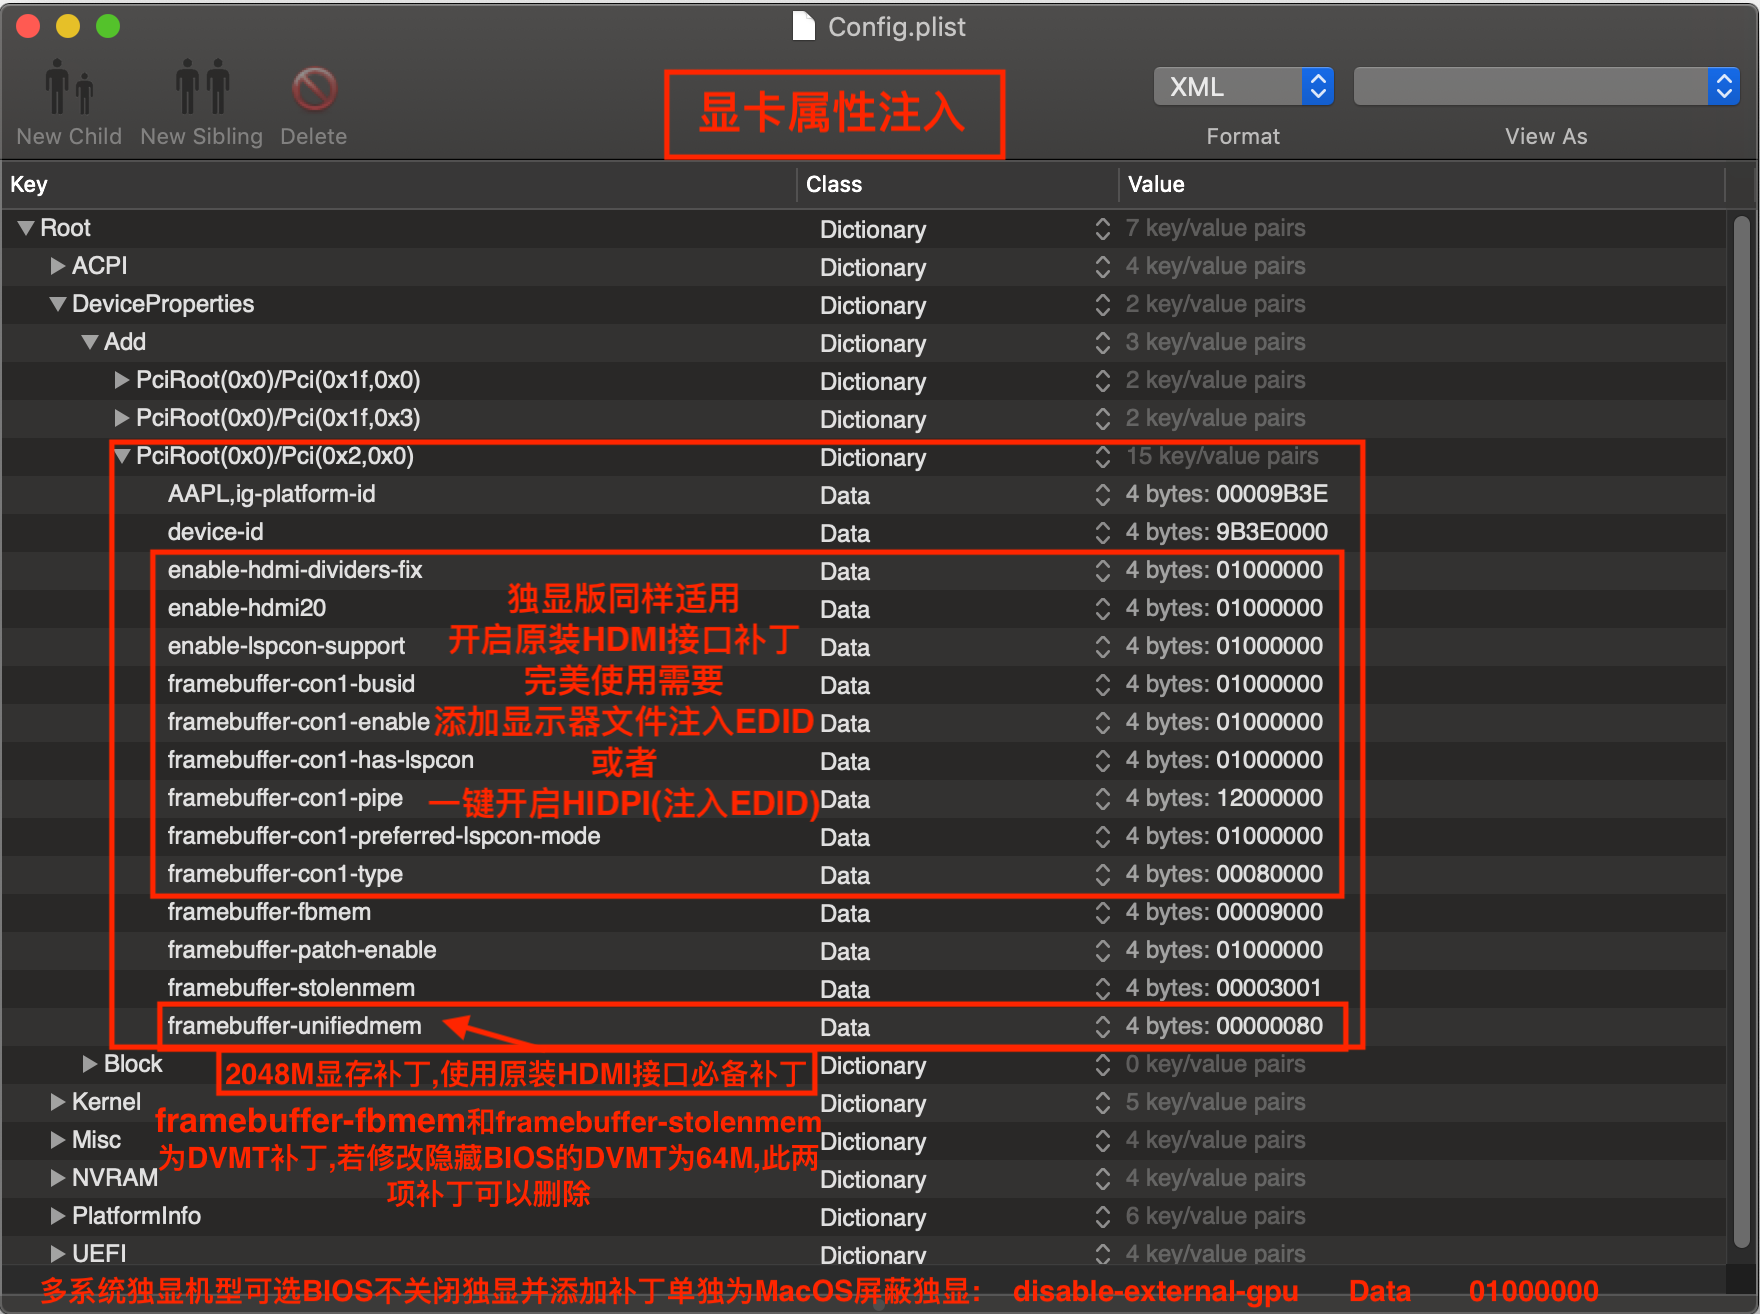 Config.plist
New Child New Sibling Delete
显卡属性注入
XML
Format View As
Key Class Value
Root Dictionary 7 key/value pairs
ACPI Dictionary 4 key/value pairs
DeviceProperties Dictionary 2 key/value pairs
Add Dictionary 3 key/value pairs
PciRoot(0x0)/Pci(0x1f,0x0) Dictionary 2 key/value pairs
PciRoot(0x0)/Pci(0x1f,0x3) Dictionary 2 key/value pairs
PciRoot(0x0)/Pci(0x2,0x0) Dictionary 15 key/value pairs
AAPL,ig-platform-id Data 4 bytes: 00009B3E
device-id Data 4 bytes: 9B3E0000
enable-hdmi-dividers-fix Data 4 bytes: 01000000
enable-hdmi20 Data 4 bytes: 01000000
enable-lspcon-support Data 4 bytes: 01000000
framebuffer-con1-busid Data 4 bytes: 01000000
framebuffer-con1-enable Data 4 bytes: 01000000
framebuffer-con1-has-lspcon Data 4 bytes: 01000000
framebuffer-con1-pipe Data 4 bytes: 12000000
framebuffer-con1-preferred-lspcon-mode Data 4 bytes: 01000000
framebuffer-con1-type Data 4 bytes: 00080000
独显版同样适用
开启原装HDMI接口补丁
完美使用需要
添加显示器文件注入EDID
或者
一键开启HIDPI(注入EDID)
framebuffer-fbmem Data 4 bytes: 00009000
framebuffer-patch-enable Data 4 bytes: 01000000
framebuffer-stolenmem Data 4 bytes: 00003001
framebuffer-unifiedmem Data 4 bytes: 00000080
Block Dictionary 0 key/value pairs
2048M显存补丁,使用原装HDMI接口必备补丁
Kernel Dictionary 5 key/value pairs
Misc Dictionary 4 key/value pairs
NVRAM Dictionary 4 key/value pairs
PlatformInfo Dictionary 6 key/value pairs
UEFI Dictionary 4 key/value pairs
framebuffer-fbmem和framebuffer-stolenmem
为DVMT补丁,若修改隐藏BIOS的DVMT为64M,此两
项补丁可以删除
多系统独显机型可选BIOS不关闭独显并添加补丁单独为MacOS屏蔽独显： disable-external-gpu Data 01000000